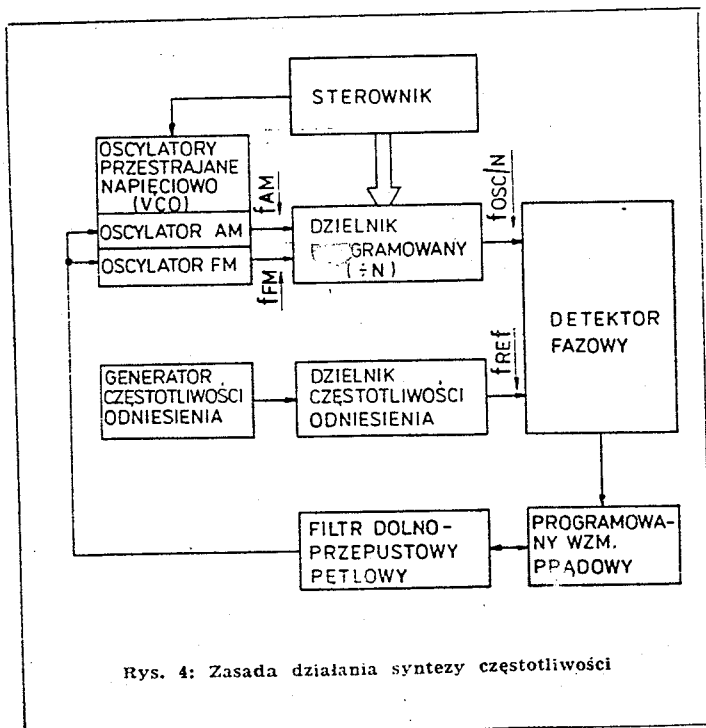 STEROWNIK
OSCYLATORY
PRZESTRAJANE
NAPIĘCIOWO
(VCO)
OSCYLATOR AM
OSCYLATOR FM
fAM
fFM
DZIELNIK
(÷N)
fOSC/N
DETEKTOR
FAZOWY
GENERATOR
CZĘSTOTLIWOŚCI
ODNIESIENIA
DZIELNIK
CZĘSTOTLIWOŚCI
ODNIESIENIA
fREf
FILTR DOLNO-
PRZEPUSTOWY
PETLOWY
PROGRAMOWA-
NY WZM.
PRĄDOWY
Rys. 4: Zasada działania syntezy częstotliwości